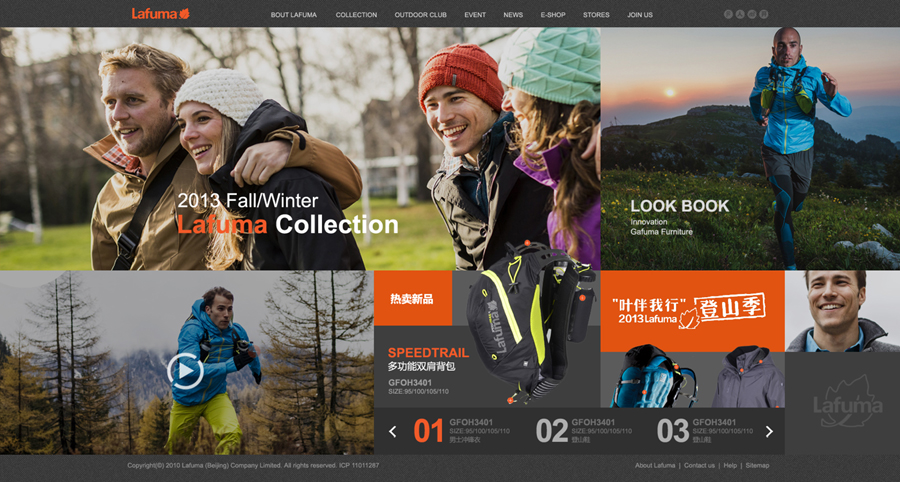 Lafuma
BOUT LAFUMA
COLLECTION
OUTDOOR CLUB
EVENT
NEWS
E-SHOP
STORES
JOIN US
2013 Fall/Winter
Lafuma Collection
LOOK BOOK
Innovation
Gafuma Furniture
热卖新品
Lafuma
SPEEDTRAIL
多功能双肩背包
GFOH3401
SIZE:95/100/105/110
"叶伴我行"
2013 Lafuma
登山季
Lafuma
01
GFOH3401
SIZE:95/100/105/110
男士冲锋衣
02
GFOH3401
SIZE:95/100/105/110
登山鞋
03
GFOH3401
SIZE:95/100/105/110
登山鞋
Copyright(©) 2010 Lafuma (Beijing) Company Limited. All rights reserved. ICP 11011287
About Lafuma | Contact us | Help | Sitemap